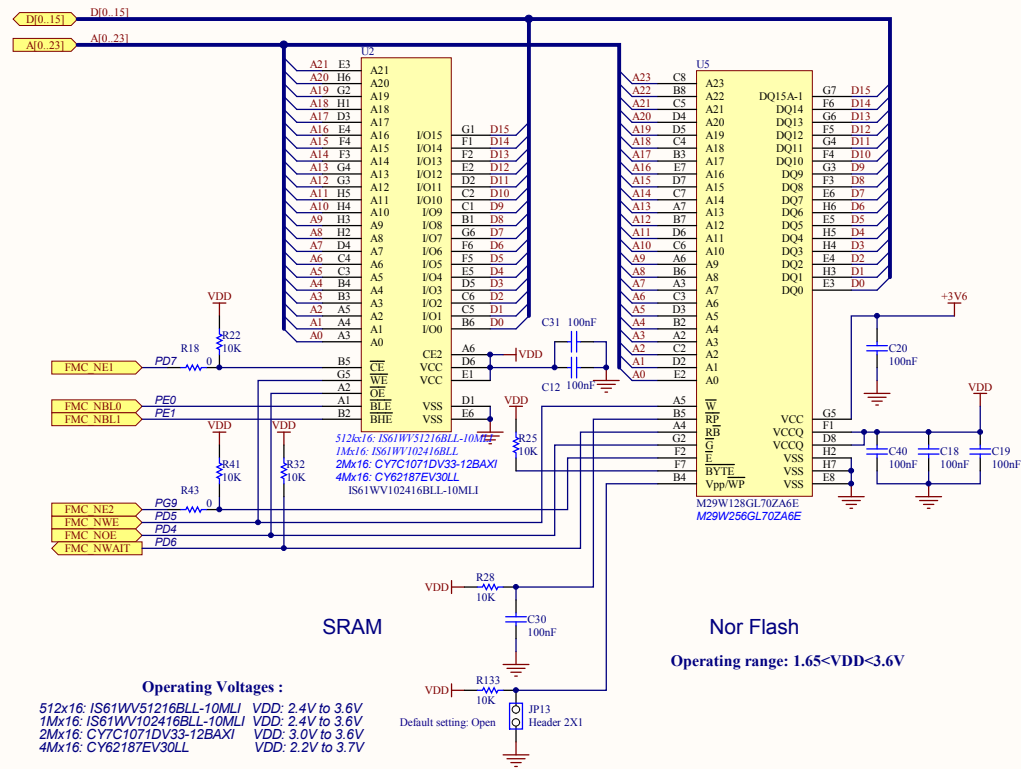 D[0..15] D[0..15]
A[0..23] A[0..23]
U2
A21 E3 A21
A20 H6 A20
A19 G2 A19
A18 H1 A18
A17 D3 A17
A16 E4 A16 I/O15 G1 D15
A15 F4 A15 I/O14 F1 D14
A14 F3 A14 I/O13 F2 D13
A13 G4 A13 I/O12 E2 D12
A12 G3 A12 I/O11 D2 D11
A11 H5 A11 I/O10 C2 D10
A10 H4 A10 I/O9 C1 D9
A9 H3 A9 I/O8 B1 D8
A8 H2 A8 I/O7 G6 D7
A7 D4 A7 I/O6 F6 D6
A6 C4 A6 I/O5 F5 D5
A5 C3 A5 I/O4 E5 D4
A4 B4 A4 I/O3 D5 D3
A3 B3 A3 I/O2 C6 D2
A2 A5 A2 I/O1 C5 D1
A1 A4 A1 I/O0 B6 D0
A0 A3 A0
CE2 A6
B5 CE VCC D6
G5 WE VCC E1
A2 OE
A1 BLE VSS D1
B2 BHE VSS E6
VDD
C31 100nF
C12 100nF
512kx16: IS61WV51216BLL-10MLI
1Mx16: IS61WV102416BLL
2Mx16: CY7C1071DV33-12BAXI
4Mx16: CY62187EV30LL
IS61WV102416BLL-10MLI
VDD
R22
10K
R18 0
FMC_NE1 PD7
FMC_NBL0 PE0
FMC_NBL1 PE1
VDD VDD
R41
10K
R32
10K
R43 0
FMC_NE2 PG9
FMC_NWE PD5
FMC_NOE PD4
FMC_NWAIT PD6
VDD
R25
10K
U5
A23 C8 A23
A22 B8 A22 DQ15A-1 G7 D15
A21 C5 A21 DQ14 F6 D14
A20 D4 A20 DQ13 G6 D13
A19 D5 A19 DQ12 F5 D12
A18 C4 A18 DQ11 G4 D11
A17 B3 A17 DQ10 F4 D10
A16 E7 A16 DQ9 G3 D9
A15 D7 A15 DQ8 F3 D8
A14 C7 A14 DQ7 E6 D7
A13 A7 A13 DQ6 H6 D6
A12 B7 A12 DQ5 E5 D5
A11 D6 A11 DQ4 H5 D4
A10 C6 A10 DQ3 H4 D3
A9 A6 A9 DQ2 E4 D2
A8 B6 A8 DQ1 H3 D1
A7 A3 A7 DQ0 E3 D0
A6 C3 A6
A5 D3 A5
A4 B2 A4
A3 A2 A3
A2 C2 A2
A1 D2 A1
A0 E2 A0
A5 W
B5 RP VCC G5
A4 RB VCCQ F1
G2 G VCCQ D8
F2 E VSS H2
F7 BYTE VSS H7
B4 Vpp/WP VSS E8
M29W128GL70ZA6E
M29W256GL70ZA6E
+3V6
C20
100nF
VDD
C40
100nF
C18
100nF
C19
100nF
VDD R28
10K
C30
100nF
SRAM
Nor Flash
Operating range: 1.65<VDD<3.6V
VDD R133
10K
JP13
Header 2X1
Default setting: Open
Operating Voltages :
512x16: IS61WV51216BLL-10MLI VDD: 2.4V to 3.6V
1Mx16: IS61WV102416BLL-10MLI VDD: 2.4V to 3.6V
2Mx16: CY7C1071DV33-12BAXI VDD: 3.0V to 3.6V
4Mx16: CY62187EV30LL VDD: 2.2V to 3.7V